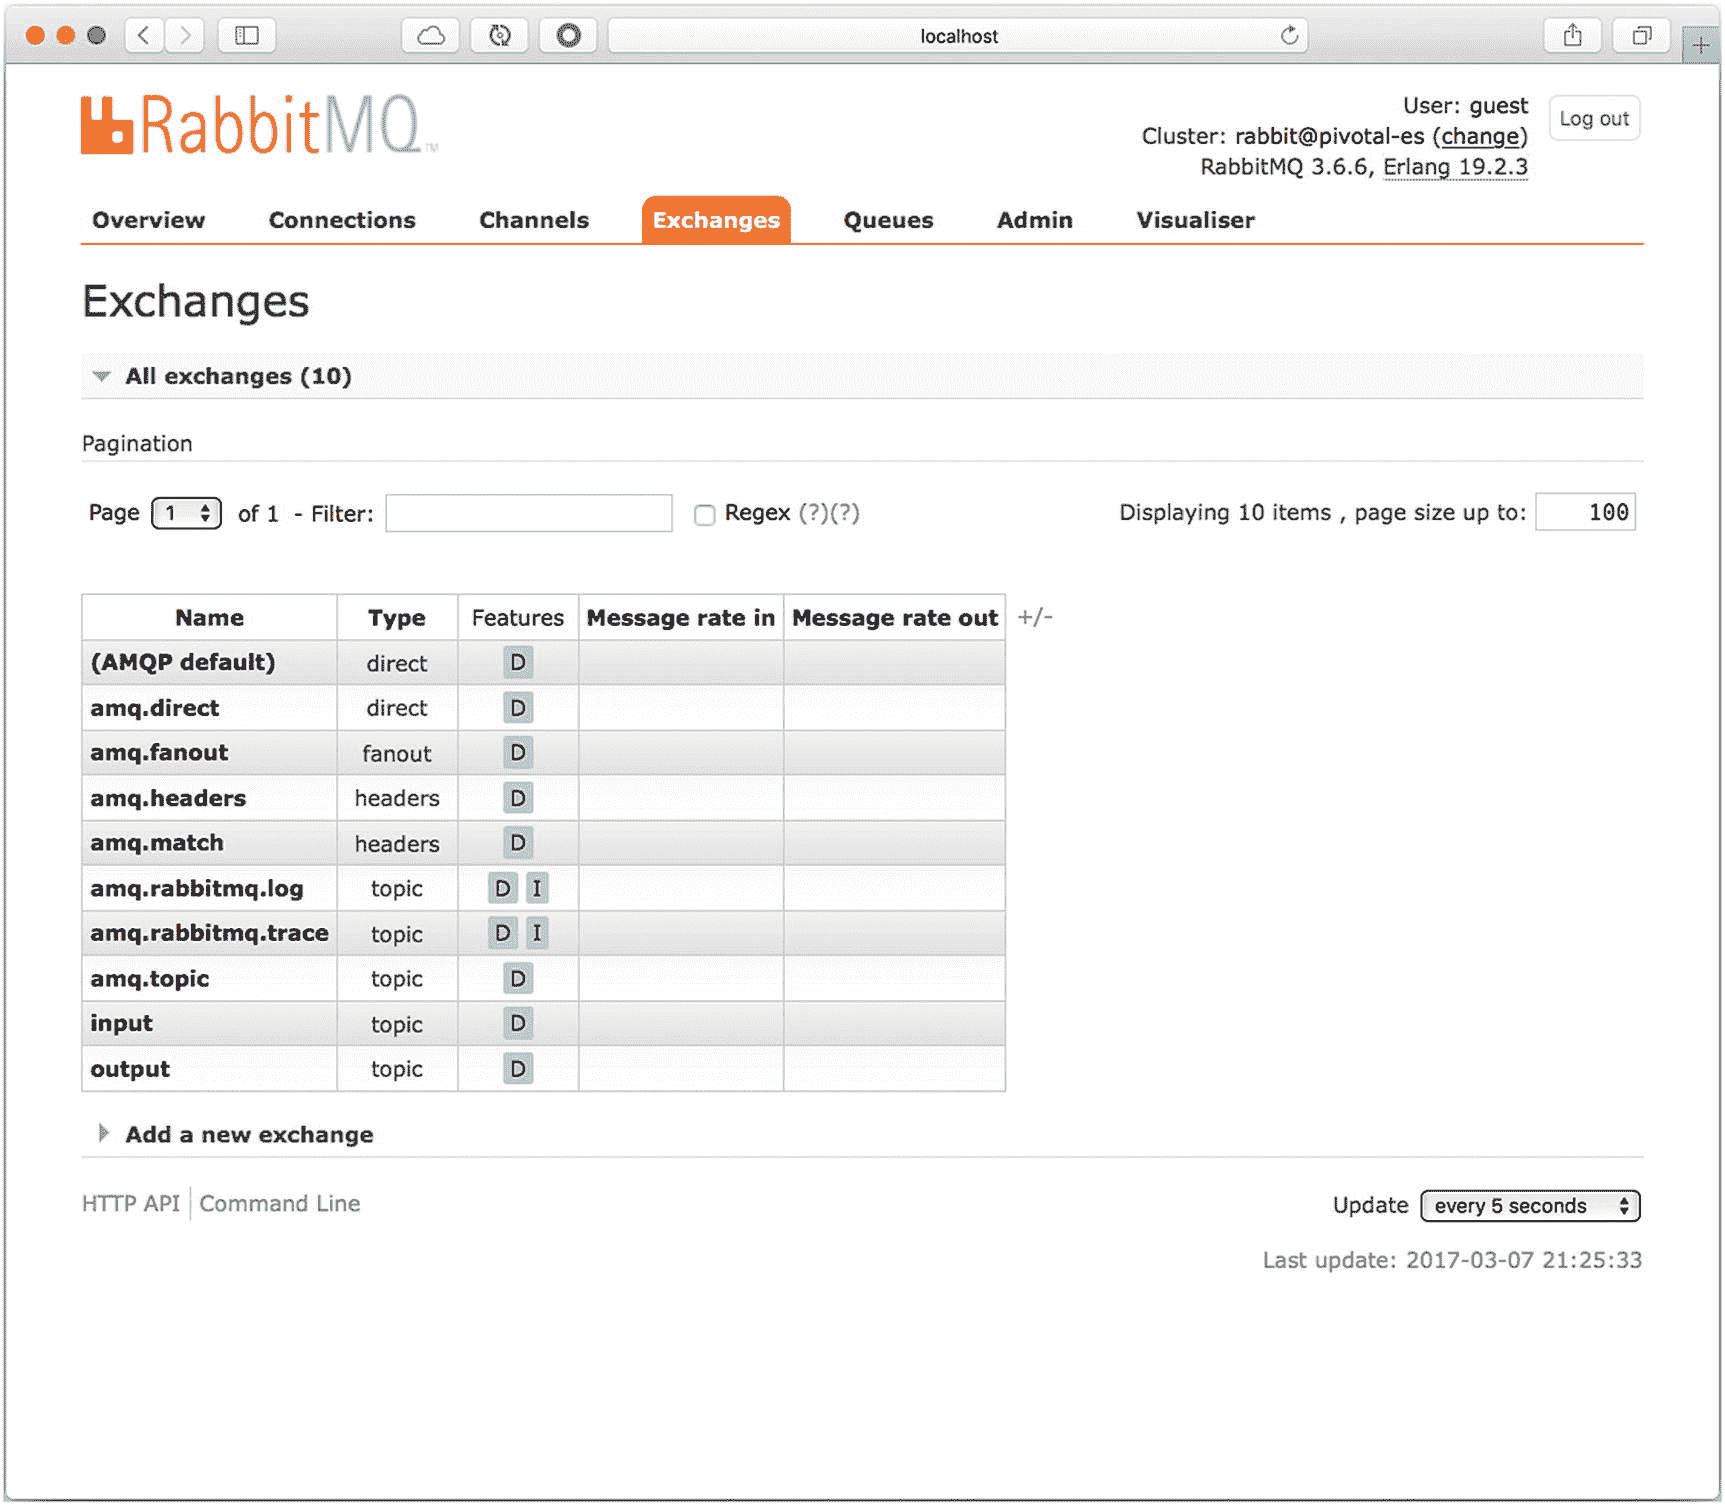 localhost
RabbitMQ™
User: guest
Cluster: rabbit@pivotal-es (change)
RabbitMQ 3.6.6, Erlang 19.2.3
Log out
Overview Connections Channels Exchanges Queues Admin Visualiser
Exchanges
All exchanges (10)
Pagination
Page 1 of 1 - Filter: Regex (?)(?) Displaying 10 items , page size up to: 100
Name Type Features Message rate in Message rate out +/-
(AMQP default) direct D
amq.direct direct D
amq.fanout fanout D
amq.headers headers D
amq.match headers D
amq.rabbitmq.log topic D I
amq.rabbitmq.trace topic D I
amq.topic topic D
input topic D
output topic D
Add a new exchange
HTTP API Command Line Update every 5 seconds
Last update: 2017-03-07 21:25:33